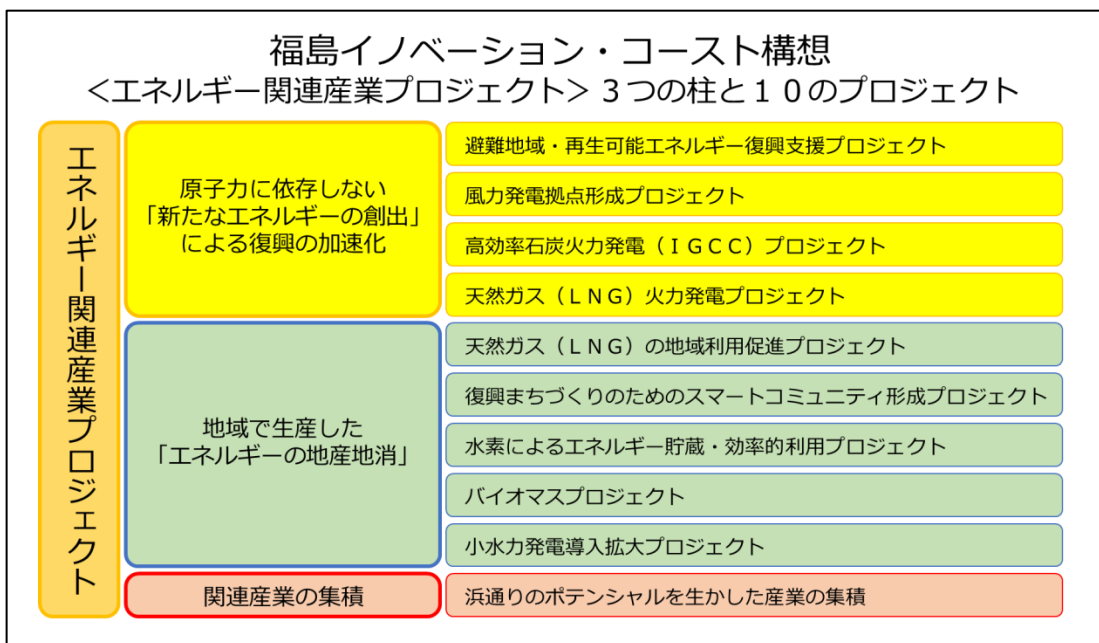 福島イノベーション・コースト構想
＜エネルギー関連産業プロジェクト＞３つの柱と１０のプロジェクト
エネルギー関連産業プロジェクト
原子力に依存しない
「新たなエネルギーの創出」
による復興の加速化
避難地域・再生可能エネルギー復興支援プロジェクト
風力発電拠点形成プロジェクト
高効率石炭火力発電（ＩＧＣＣ）プロジェクト
天然ガス（ＬＮＧ）火力発電プロジェクト
地域で生産した
「エネルギーの地産地消」
天然ガス（ＬＮＧ）の地域利用促進プロジェクト
復興まちづくりのためのスマートコミュニティ形成プロジェクト
水素によるエネルギー貯蔵・効率的利用プロジェクト
バイオマスプロジェクト
小水力発電導入拡大プロジェクト
関連産業の集積
浜通りのポテンシャルを生かした産業の集積